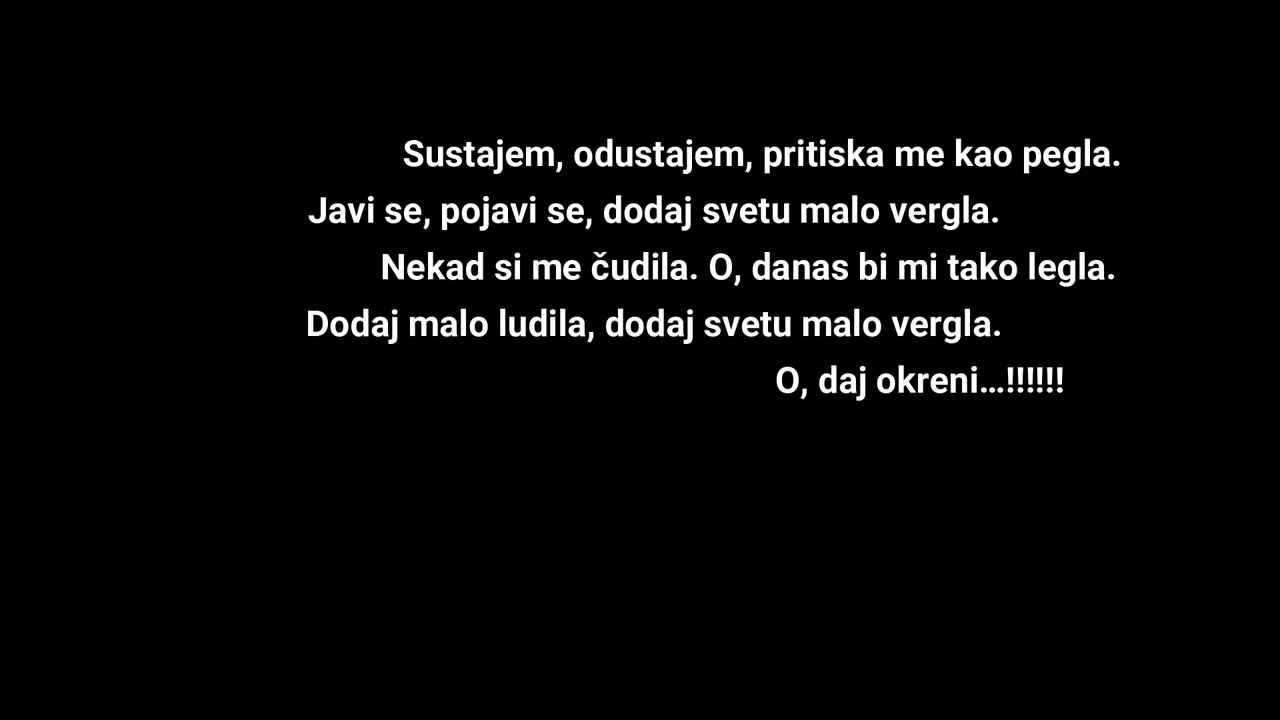 Sustajem, odustajem, pritiska me kao pegla.
Javi se, pojavi se, dodaj svetu malo vergla.
Nekad si me čudila. O, danas bi mi tako legla.
Dodaj malo ludila, dodaj svetu malo vergla.
O, daj okreni...!!!!!!